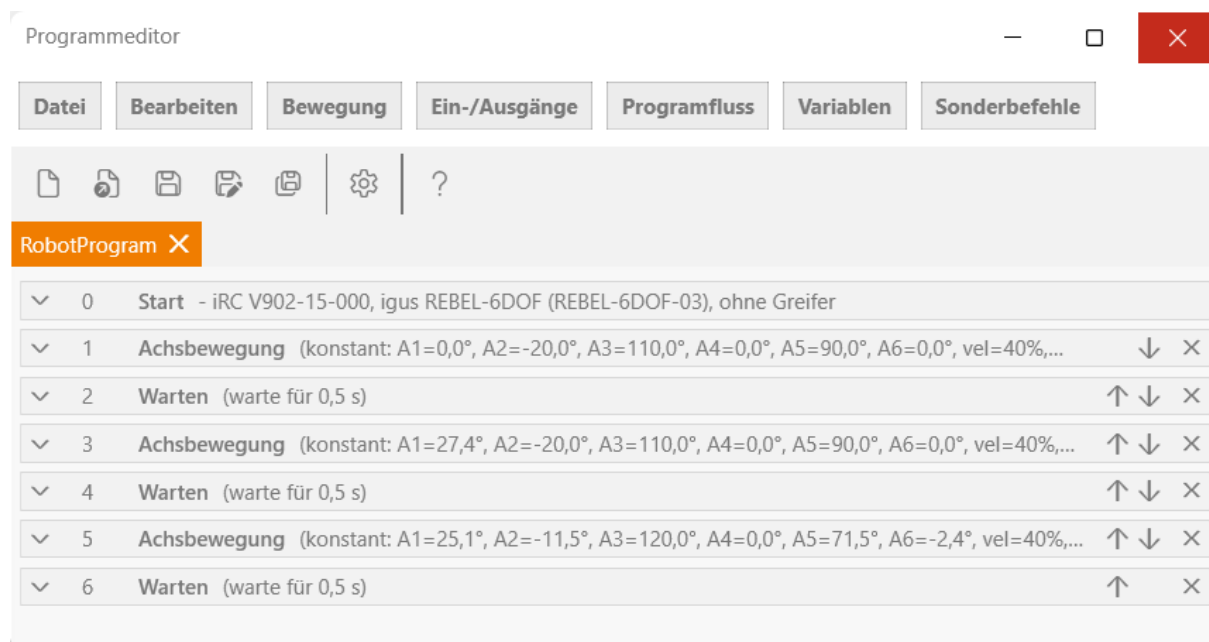 Programmeditor
Datei Bearbeiten Bewegung Ein-/Ausgänge Programfluss Variablen Sonderbefehle
?
RobotProgram
0 Start - iRC V902-15-000, igus REBEL-6DOF (REBEL-6DOF-03), ohne Greifer
1 Achsbewegung (konstant: A1=0,0°, A2=-20,0°, A3=110,0°, A4=0,0°, A5=90,0°, A6=0,0°, vel=40%,...
2 Warten (warte für 0,5 s)
3 Achsbewegung (konstant: A1=27,4°, A2=-20,0°, A3=110,0°, A4=0,0°, A5=90,0°, A6=0,0°, vel=40%,...
4 Warten (warte für 0,5 s)
5 Achsbewegung (konstant: A1=25,1°, A2=-11,5°, A3=120,0°, A4=0,0°, A5=71,5°, A6=-2,4°, vel=40%,...
6 Warten (warte für 0,5 s)